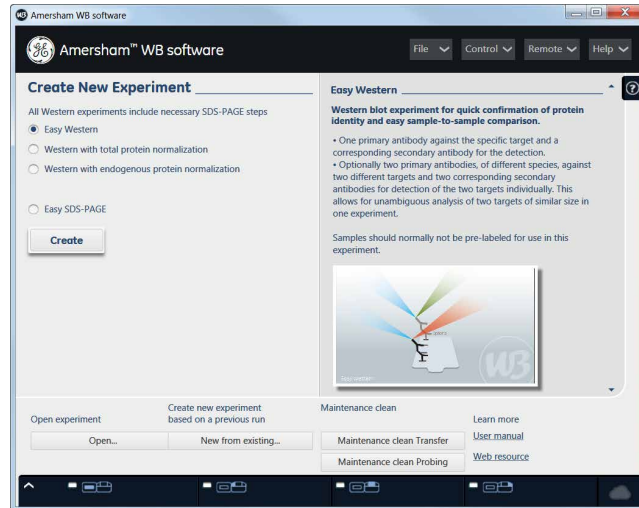 Amersham WB software
Amersham™ WB software
File
Control
Remote
Help
Create New Experiment
All Western experiments include necessary SDS-PAGE steps
Easy Western
Western with total protein normalization
Western with endogenous protein normalization
Easy SDS-PAGE
Create
Easy Western
Western blot experiment for quick confirmation of protein
identity and easy sample-to-sample comparison.
• One primary antibody against the specific target and a
corresponding secondary antibody for the detection.
• Optionally two primary antibodies, of different species, against
two different targets and two corresponding secondary
antibodies for detection of the two targets individually. This
allows for unambiguous analysis of two targets of similar size in
one experiment.
Samples should normally not be pre-labeled for use in this
experiment.
WB
Open experiment
Open...
Create new experiment
based on a previous run
New from existing...
Maintenance clean
Maintenance clean Transfer
Maintenance clean Probing
Learn more
User manual
Web resource